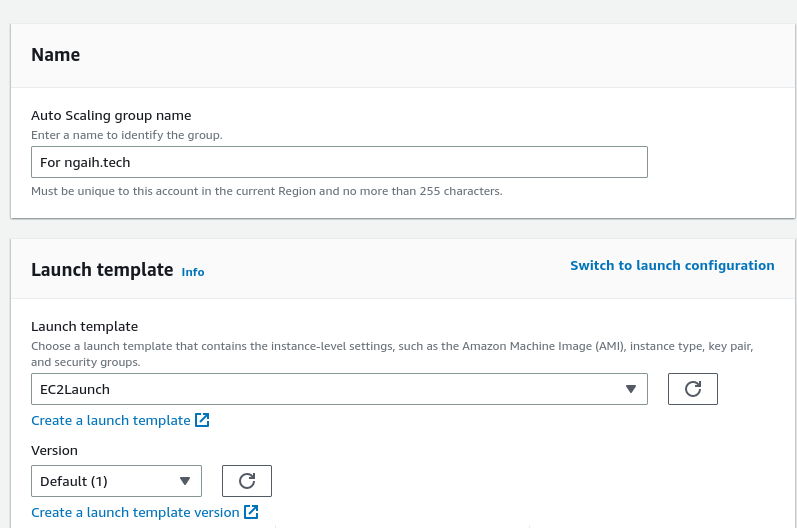 Name
Auto Scaling group name
Enter a name to identify the group.
For ngaih.tech
Must be unique to this account in the current Region and no more than 255 characters.
Launch template Info
Switch to launch configuration
Launch template
Choose a launch template that contains the instance-level settings, such as the Amazon Machine Image (AMI), instance type, key pair,
and security groups.
EC2Launch
Create a launch template
Version
Default (1)
Create a launch template version